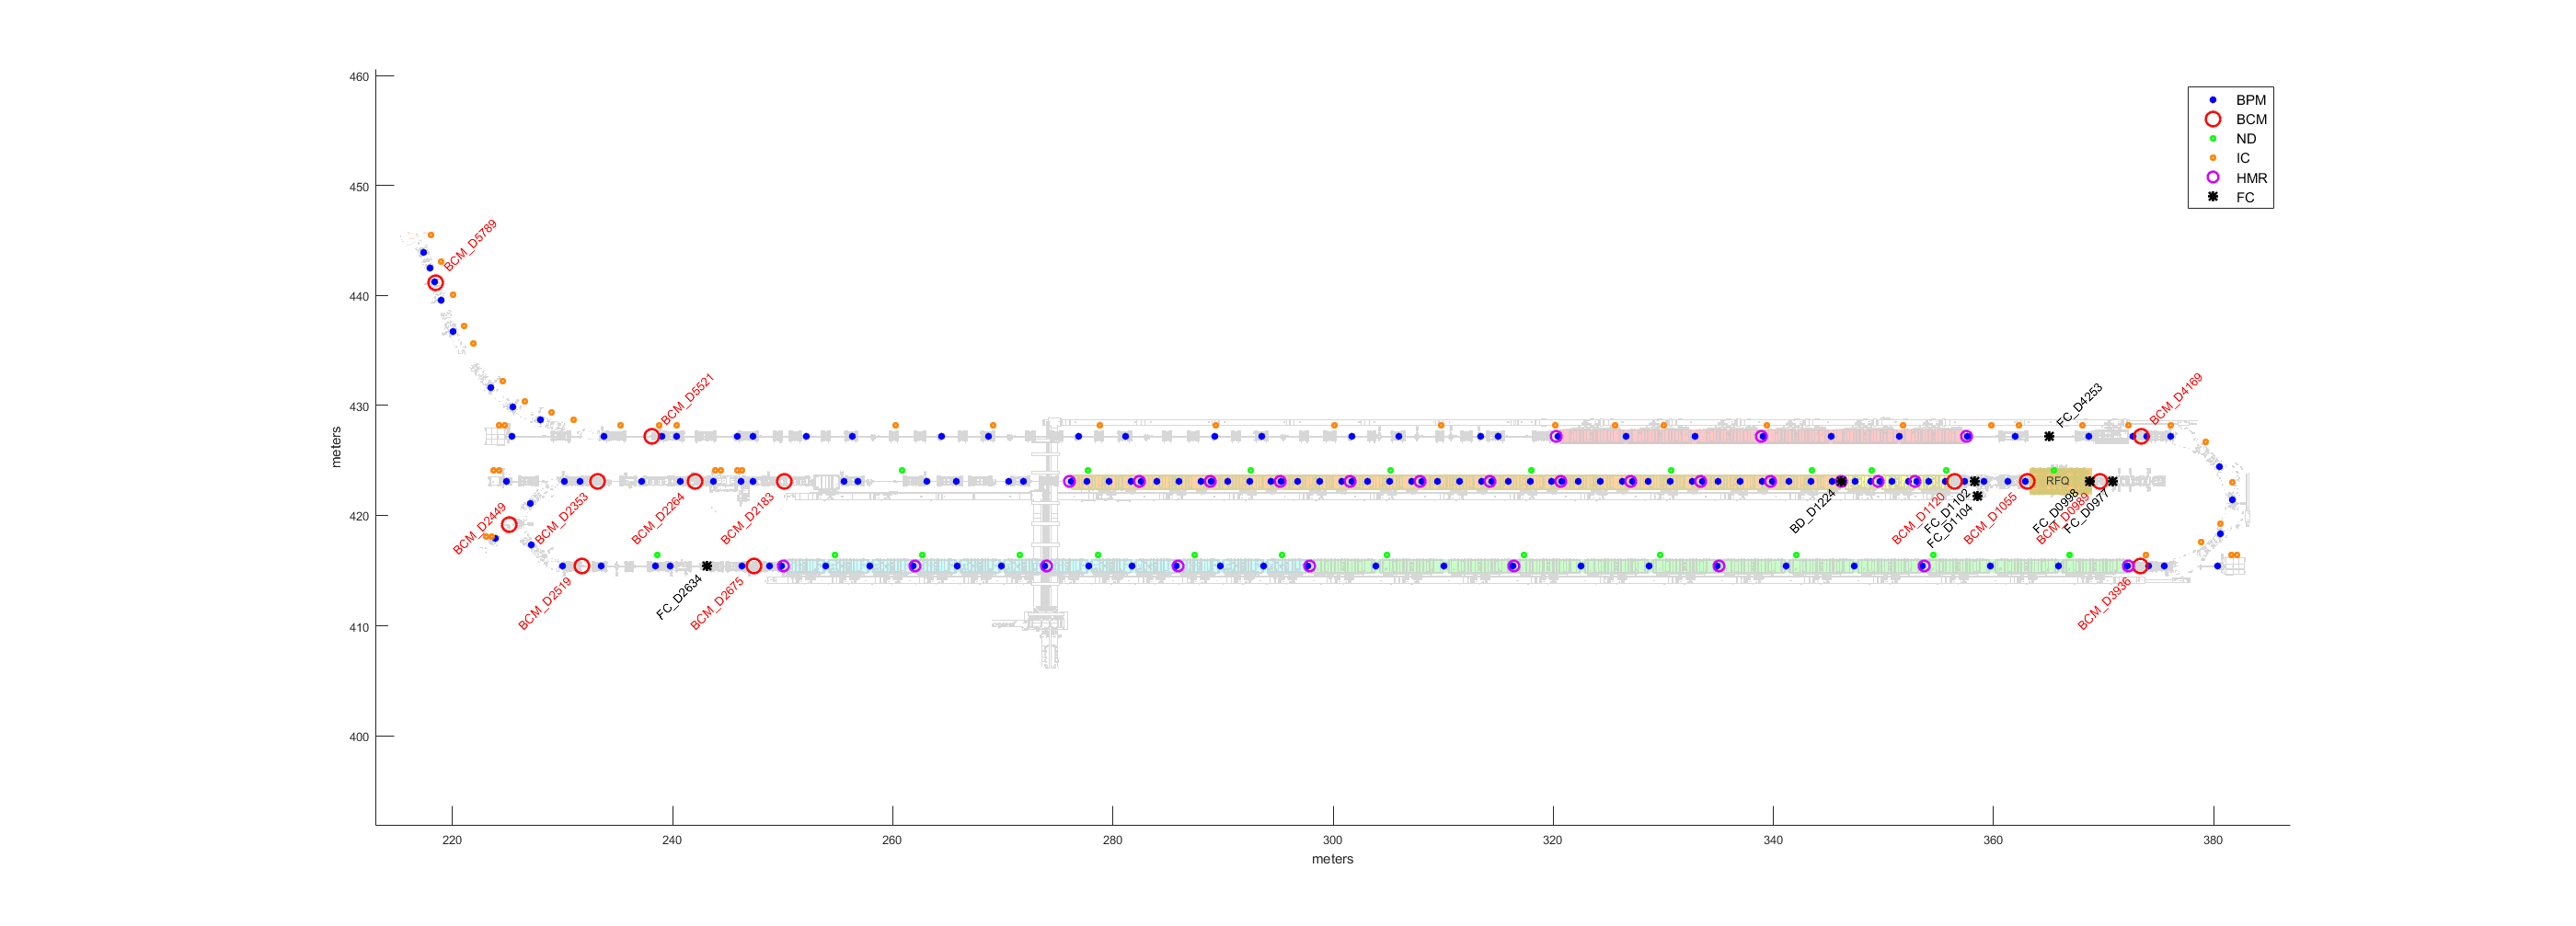 460
450
440
430
420
410
400
meters
220
240
260
280
300
320
340
360
380
meters
BPM
BCM
ND
IC
HMR
FC
BCM_D5789
BCM_D5521
FC_D4253
BCM_D4169
BCM_D2449
BCM_D2353
BCM_D2264
BCM_D2183
BD_D1224
BCM_D1120
FC_D1102
FC_D1104
BCM_D1055
RFQ
FC_D0998
BCM_D0989
FC_D0977
BCM_D2519
FC_D2634
BCM_D2675
BCM_D3936